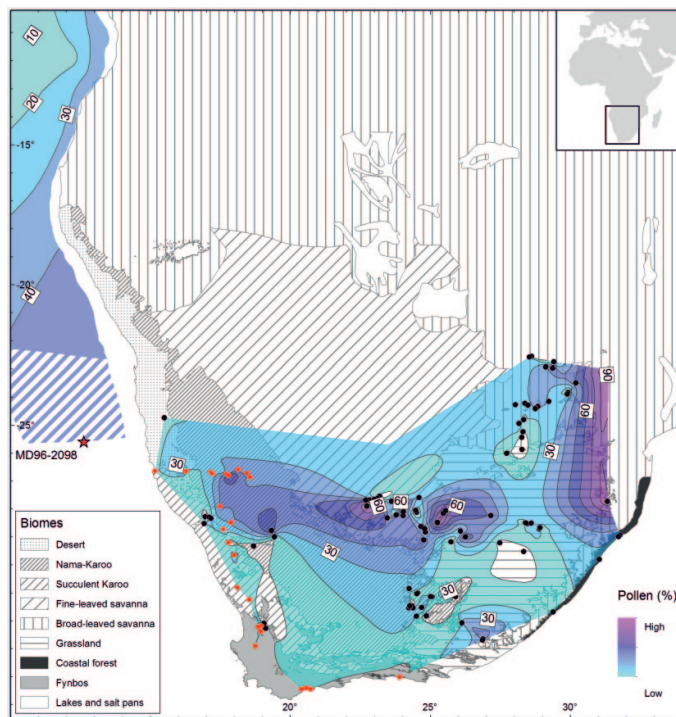 10
20
30
-15°
-20°
40
-25°
MD96-2098
90
60
30
30
60
60
30
30
30
Biomes
Desert
Nama-Karoo
Succulent Karoo
Fine-leaved savanna
Broad-leaved savanna
Grassland
Coastal forest
Fynbos
Lakes and salt pans
Pollen (%)
High
Low
20
25°
30°